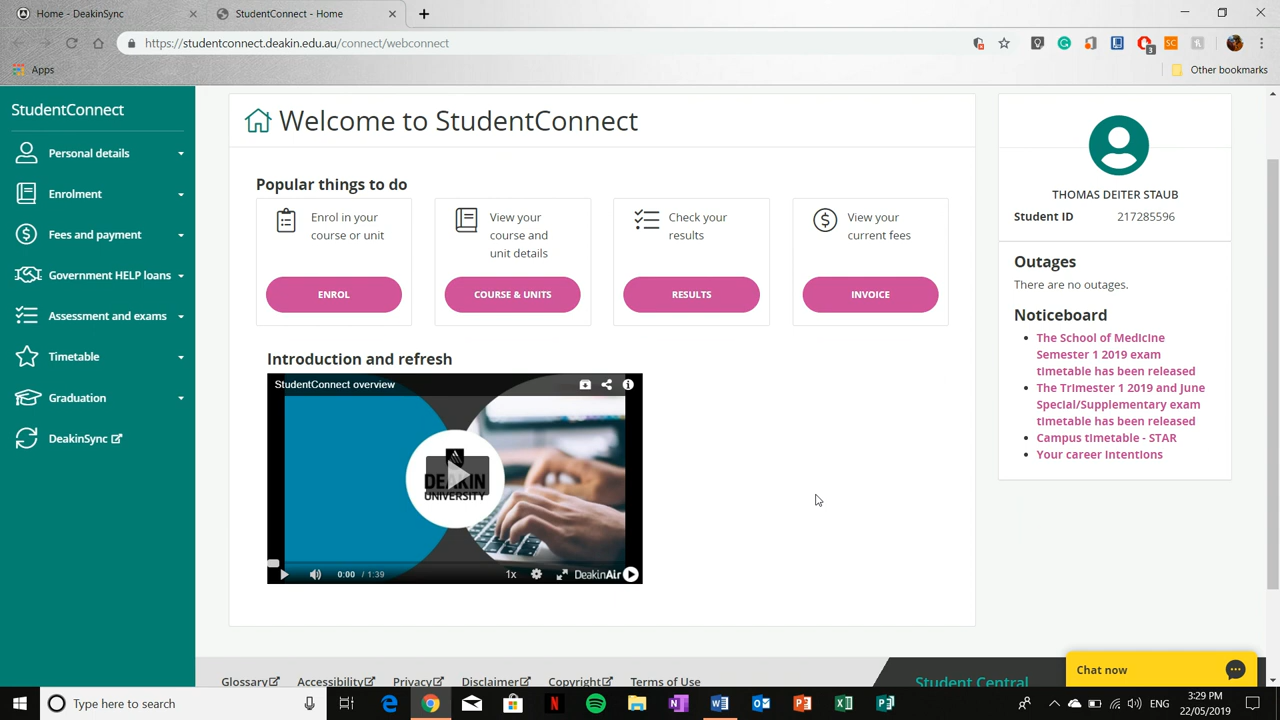 Home - DeakinSync
StudentConnect - Home
https://studentconnect.deakin.edu.au/connect/webconnect
3
SC
Apps
Other bookmarks
StudentConnect
Personal details
Enrolment
Fees and payment
Government HELP loans
Assessment and exams
Timetable
Graduation
DeakinSync
Welcome to StudentConnect
Popular things to do
Enrol in your
course or unit
ENROL
View your
course and
unit details
COURSE & UNITS
Check your
results
RESULTS
View your
current fees
INVOICE
Introduction and refresh
StudentConnect overview
DEAKIN
UNIVERSITY
0:00 / 1:39
1x
DeakinAir
THOMAS DEITER STAUB
Student ID 217285596
Outages
There are no outages.
Noticeboard
The School of Medicine
Semester 1 2019 exam
timetable has been released
The Trimester 1 2019 and June
Special/Supplementary exam
timetable has been released
Campus timetable - STAR
Your career intentions
Glossary
Accessibility
Privacy
Disclaimer
Copyright
Terms of Use
Student Central
Chat now
Type here to search
ENG
3:29 PM
22/05/2019